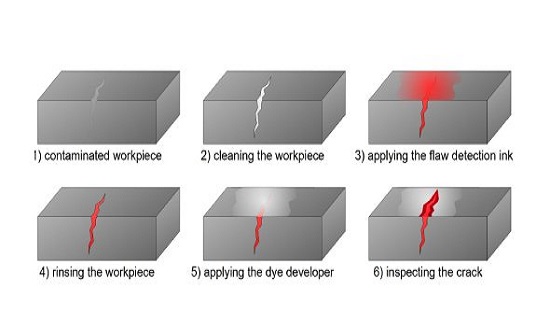 1) contaminated workpiece
2) cleaning the workpiece
3) applying the flaw detection ink
4) rinsing the workpiece
5) applying the dye developer
6) inspecting the crack